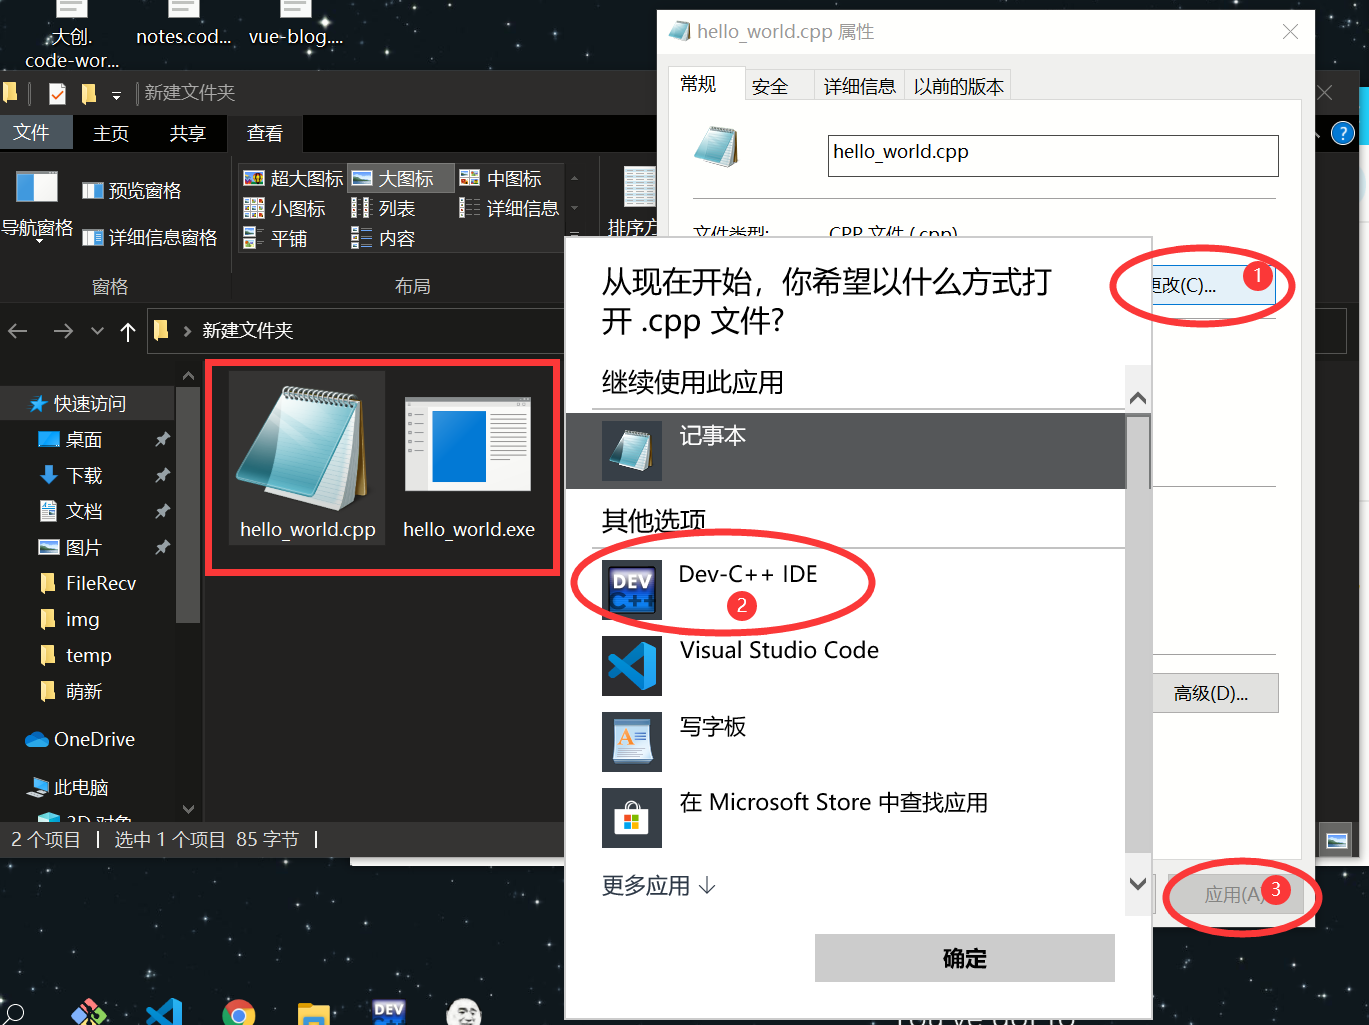 大创.
code-wor...
notes.cod...
vue-blog....
新建文件夹
文件
主页
共享
查看
导航窗格
预览窗格
详细信息窗格
窗格
超大图标
大图标
中图标
小图标
列表
详细信息
平铺
内容
布局
排序方
新建文件夹
快速访问
桌面
下载
文档
图片
FileRecv
img
temp
萌新
OneDrive
此电脑
3D 对象
hello_world.cpp
hello_world.exe
2 个项目
选中 1 个项目 85 字节
hello_world.cpp 属性
常规
安全
详细信息
以前的版本
hello_world.cpp
文件类型:
CPP 文件 (.cpp)
更改(C)...
1
高级(D)...
应用(A)
3
从现在开始，你希望以什么方式打
开 .cpp 文件?
继续使用此应用
记事本
其他选项
DEV
C++
Dev-C++ IDE
2
Visual Studio Code
写字板
在 Microsoft Store 中查找应用
更多应用
确定
DEV
You've got to